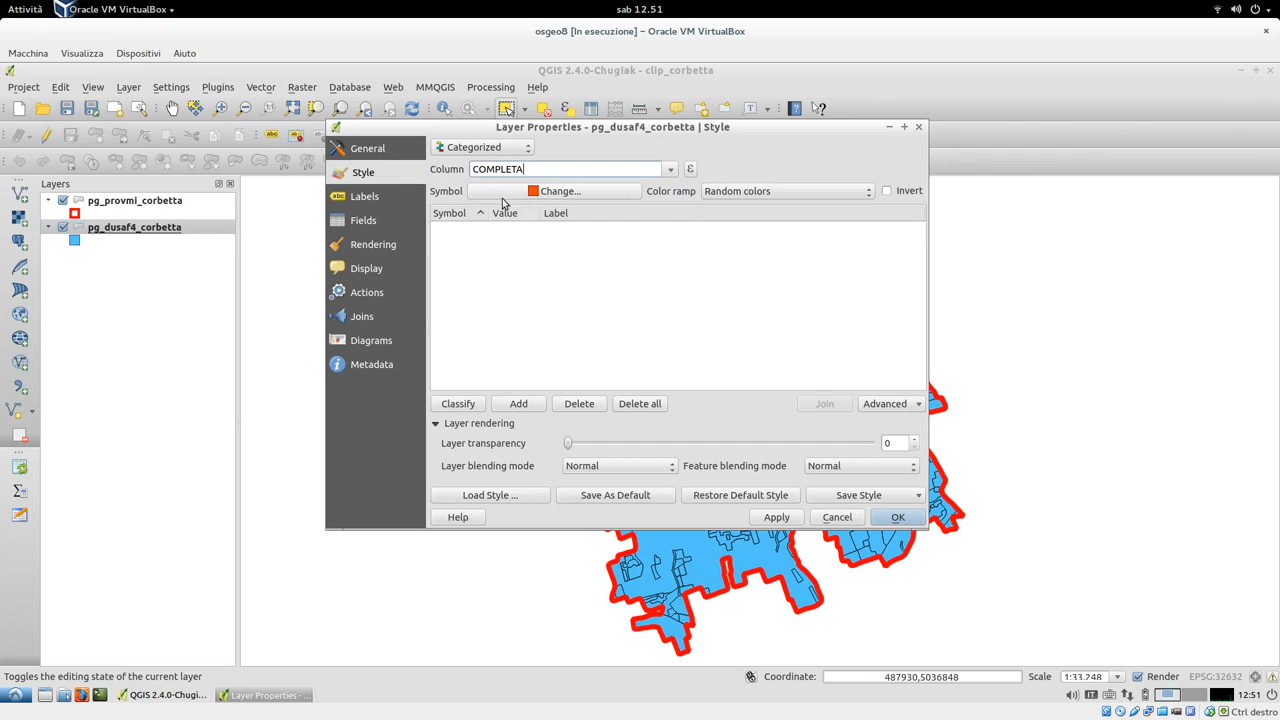 Attività Oracle VM VirtualBox sab 12.51
osgeo8 [In esecuzione] – Oracle VM VirtualBox
Macchina Visualizza Dispositivi Aiuto
QGIS 2.4.0-Chugiak - clip_corbetta
Project Edit View Layer Settings Plugins Vector Raster Database Web MMQGIS Processing Help
Layer Properties - pg_dusaf4_corbetta | Style
General
Style
Labels
Fields
Rendering
Display
Actions
Joins
Diagrams
Metadata
Categorized
Column COMPLETA ε
Symbol Change... Color ramp Random colors Invert
Symbol Value Label
Classify Add Delete Delete all Join Advanced
Layer rendering
Layer transparency 0
Layer blending mode Normal Feature blending mode Normal
Load Style ... Save As Default Restore Default Style Save Style
Help Apply Cancel OK
Layers
pg_provmi_corbetta
pg_dusaf4_corbetta
Toggles the editing state of the current layer Coordinate: 487930,5036848 Scale 1:33.248 Render EPSG:32632
QGIS 2.4.0-Chugi... Layer Properties - pg... IT 12:51
Ctrl destro